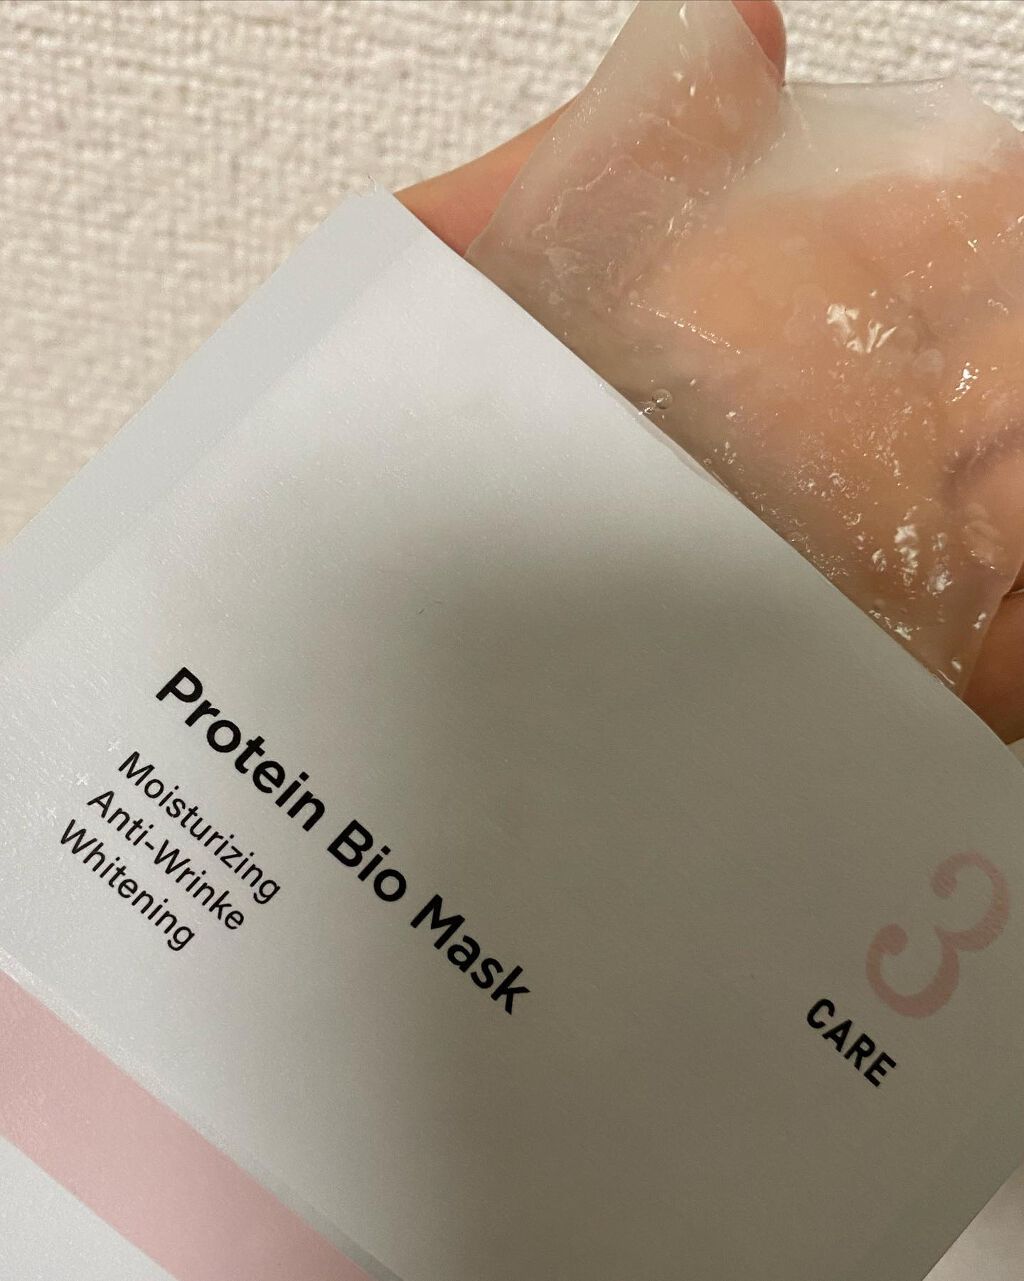 Protein Bio Mask
Moisturizing
Anti-Wrinke
Whitening
3
CARE